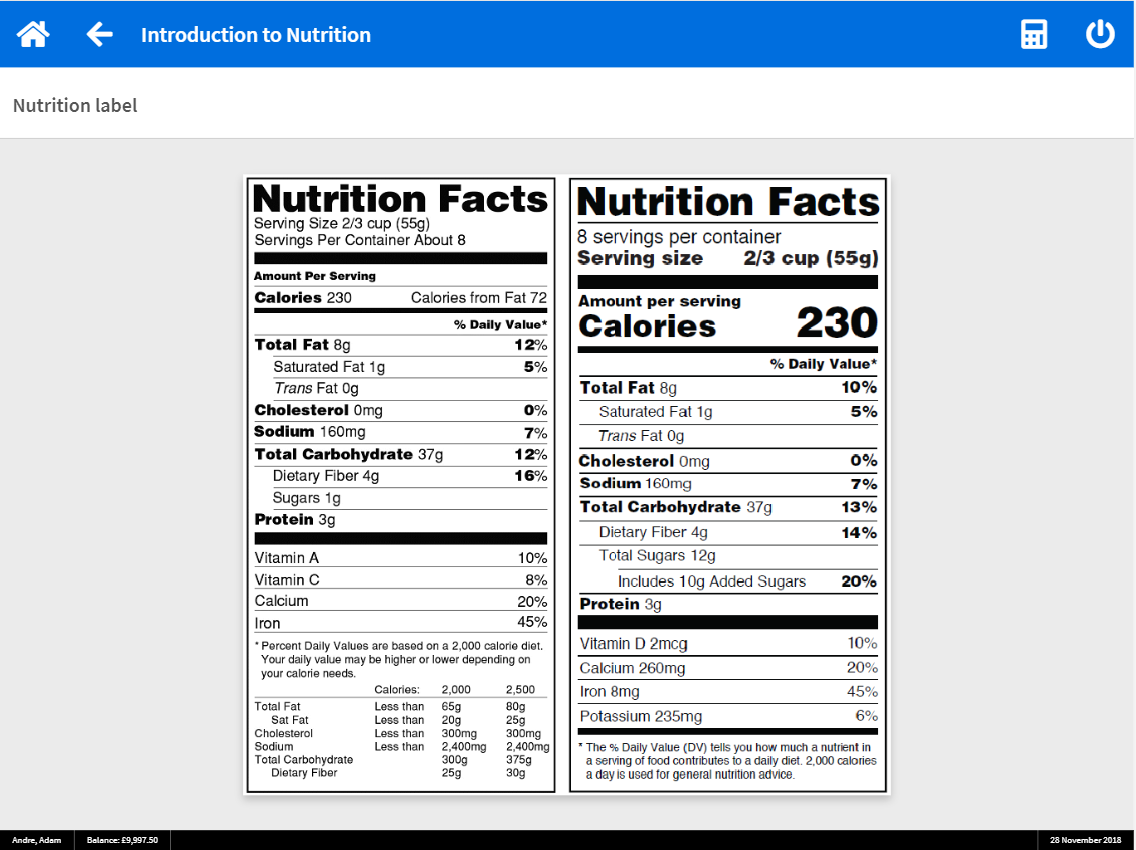 Introduction to Nutrition
Nutrition label
Nutrition Facts
Serving Size 2/3 cup (55g)
Servings Per Container About 8
Amount Per Serving
Calories 230 Calories from Fat 72
% Daily Value*
Total Fat 8g 12%
Saturated Fat 1g 5%
Trans Fat 0g
Cholesterol 0mg 0%
Sodium 160mg 7%
Total Carbohydrate 37g 12%
Dietary Fiber 4g 16%
Sugars 1g
Protein 3g
Vitamin A 10%
Vitamin C 8%
Calcium 20%
Iron 45%
* Percent Daily Values are based on a 2,000 calorie diet.
Your daily value may be higher or lower depending on
your calorie needs.
Calories: 2,000 2,500
Total Fat Less than 65g 80g
Sat Fat Less than 20g 25g
Cholesterol Less than 300mg 300mg
Sodium Less than 2,400mg 2,400mg
Total Carbohydrate 300g 375g
Dietary Fiber 25g 30g
Nutrition Facts
8 servings per container
Serving size 2/3 cup (55g)
Amount per serving
Calories 230
% Daily Value*
Total Fat 8g 10%
Saturated Fat 1g 5%
Trans Fat 0g
Cholesterol 0mg 0%
Sodium 160mg 7%
Total Carbohydrate 37g 13%
Dietary Fiber 4g 14%
Total Sugars 12g
Includes 10g Added Sugars 20%
Protein 3g
Vitamin D 2mcg 10%
Calcium 260mg 20%
Iron 8mg 45%
Potassium 235mg 6%
* The % Daily Value (DV) tells you how much a nutrient in
a serving of food contributes to a daily diet. 2,000 calories
a day is used for general nutrition advice.
Andre, Adam Balance: £9,997.50 28 November 2018